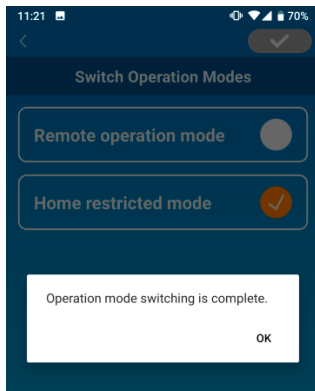 11:21 70%
Switch Operation Modes
Remote operation mode
Home restricted mode
Operation mode switching is complete.
OK